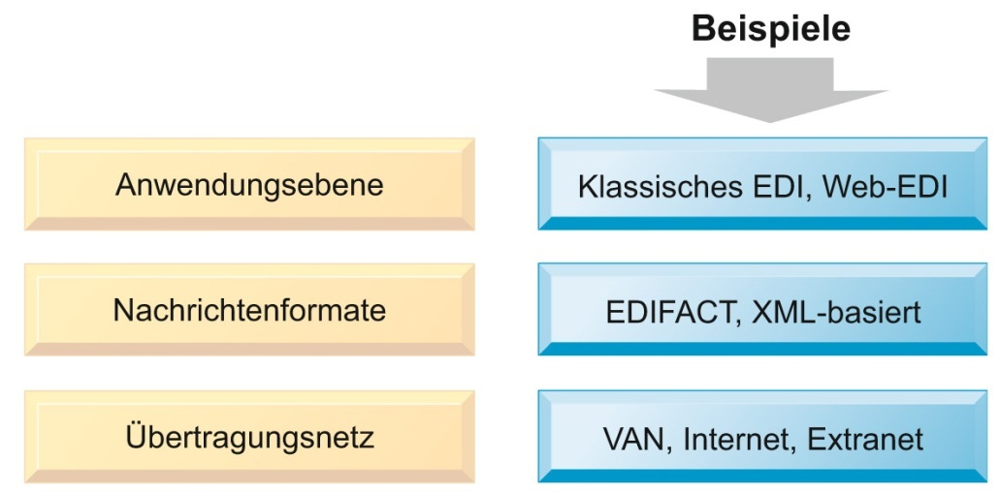 Beispiele
Anwendungsebene
Klassisches EDI, Web-EDI
Nachrichtenformate
EDIFACT, XML-basiert
Übertragungsnetz
VAN, Internet, Extranet